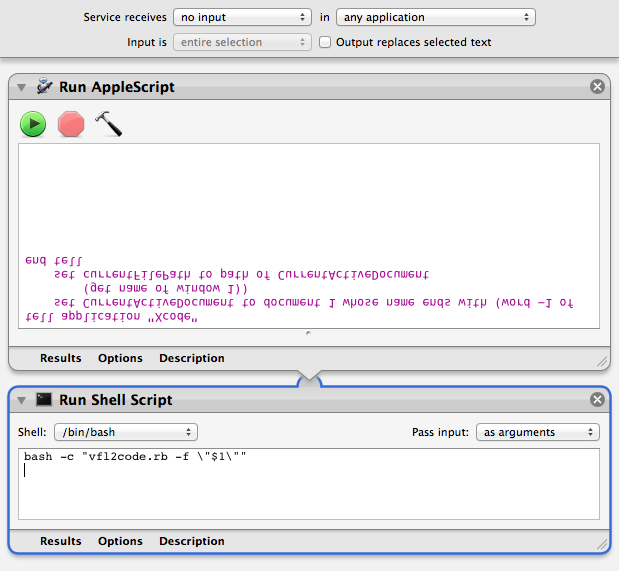 Service receives no input in any application
Input is entire selection Output replaces selected text
Run AppleScript
tell application "Xcode"
set CurrentActiveDocument to document 1 whose name ends with (word -1 of
(get name of window 1))
set currentFilePath to path of CurrentActiveDocument
end tell
Results Options Description
Run Shell Script
Shell: /bin/bash Pass input: as arguments
bash -c "vfl2code.rb -f \"$1\""
Results Options Description